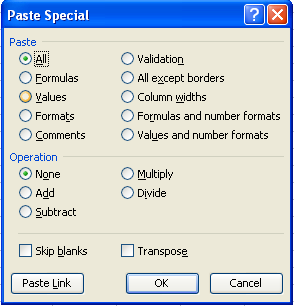 Paste Special
Paste
All
Validation
Formulas
All except borders
Values
Column widths
Formats
Formulas and number formats
Comments
Values and number formats
Operation
None
Multiply
Add
Divide
Subtract
Skip blanks
Transpose
Paste Link
OK
Cancel